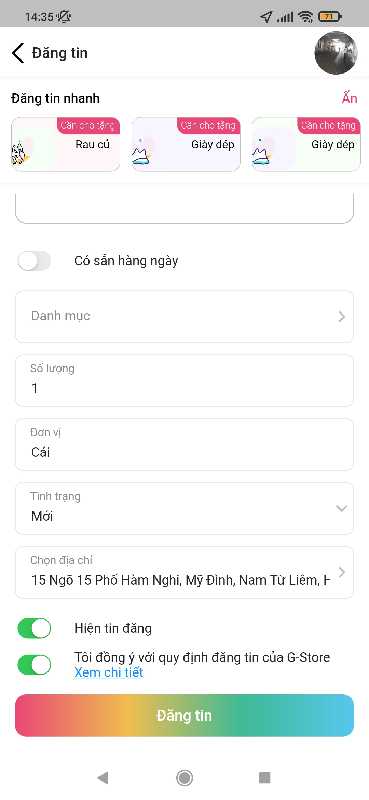 14:35
71
Đăng tin
Đăng tin nhanh
Ẩn
Cần cho tặng
Cần cho tặng
Cần cho tặng
Rau củ
Giày dép
Giày dép
Có sẵn hàng ngày
Danh mục
Số lượng
1
Đơn vị
Cái
Tình trạng
Mới
Chọn địa chỉ
15 Ngõ 15 Phố Hàm Nghi, Mỹ Đình, Nam Từ Liêm, H
Hiện tin đăng
Tôi đồng ý với quy định đăng tin của G-Store
Xem chi tiết
Đăng tin